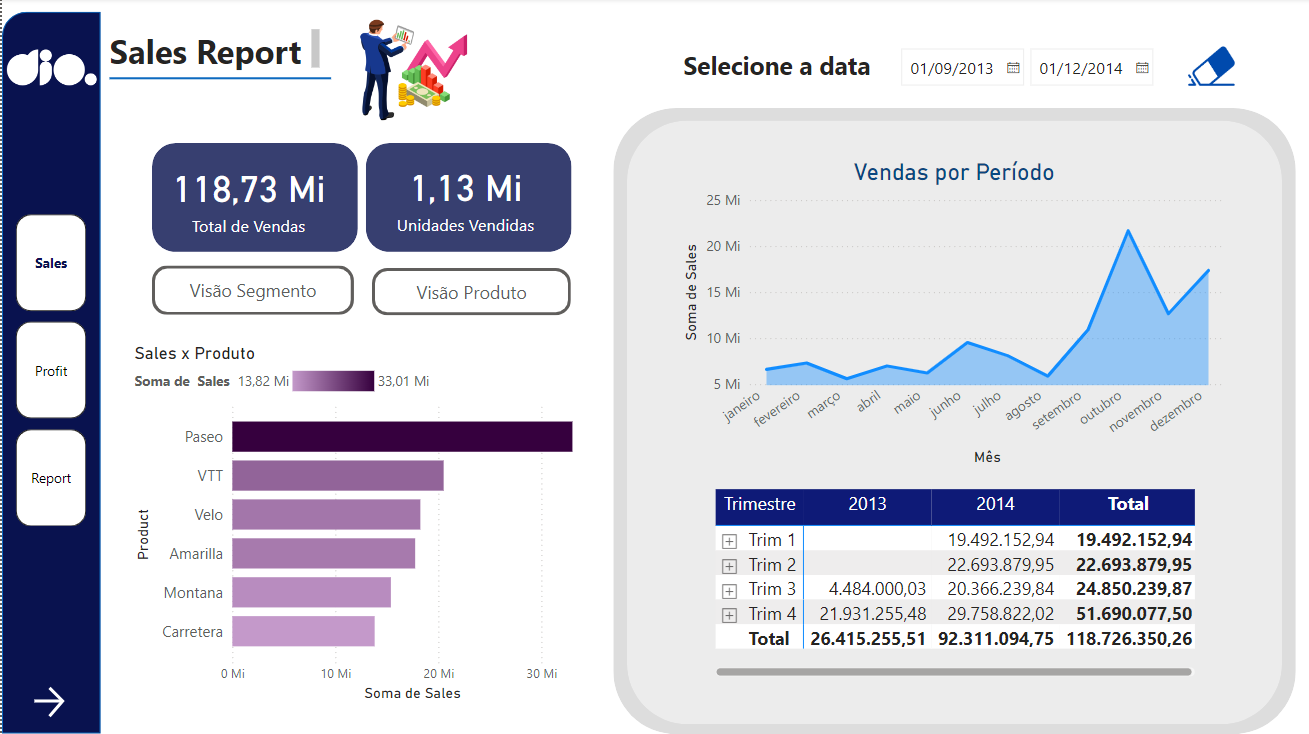 dio.
Sales Report
Selecione a data
01/09/2013
01/12/2014
118,73 Mi
Total de Vendas
1,13 Mi
Unidades Vendidas
Visão Segmento
Visão Produto
Sales
Profit
Report
Sales x Produto
Soma de Sales 13,82 Mi 33,01 Mi
Product
Paseo
VTT
Velo
Amarilla
Montana
Carretera
0 Mi 10 Mi 20 Mi 30 Mi
Soma de Sales
Vendas por Período
Soma de Sales
25 Mi
20 Mi
15 Mi
10 Mi
5 Mi
janeiro fevereiro março abril maio junho julho agosto setembro outubro novembro dezembro
Mês
Trimestre 2013 2014 Total
Trim 1 19.492.152,94 19.492.152,94
Trim 2 22.693.879,95 22.693.879,95
Trim 3 4.484.000,03 20.366.239,84 24.850.239,87
Trim 4 21.931.255,48 29.758.822,02 51.690.077,50
Total 26.415.255,51 92.311.094,75 118.726.350,26